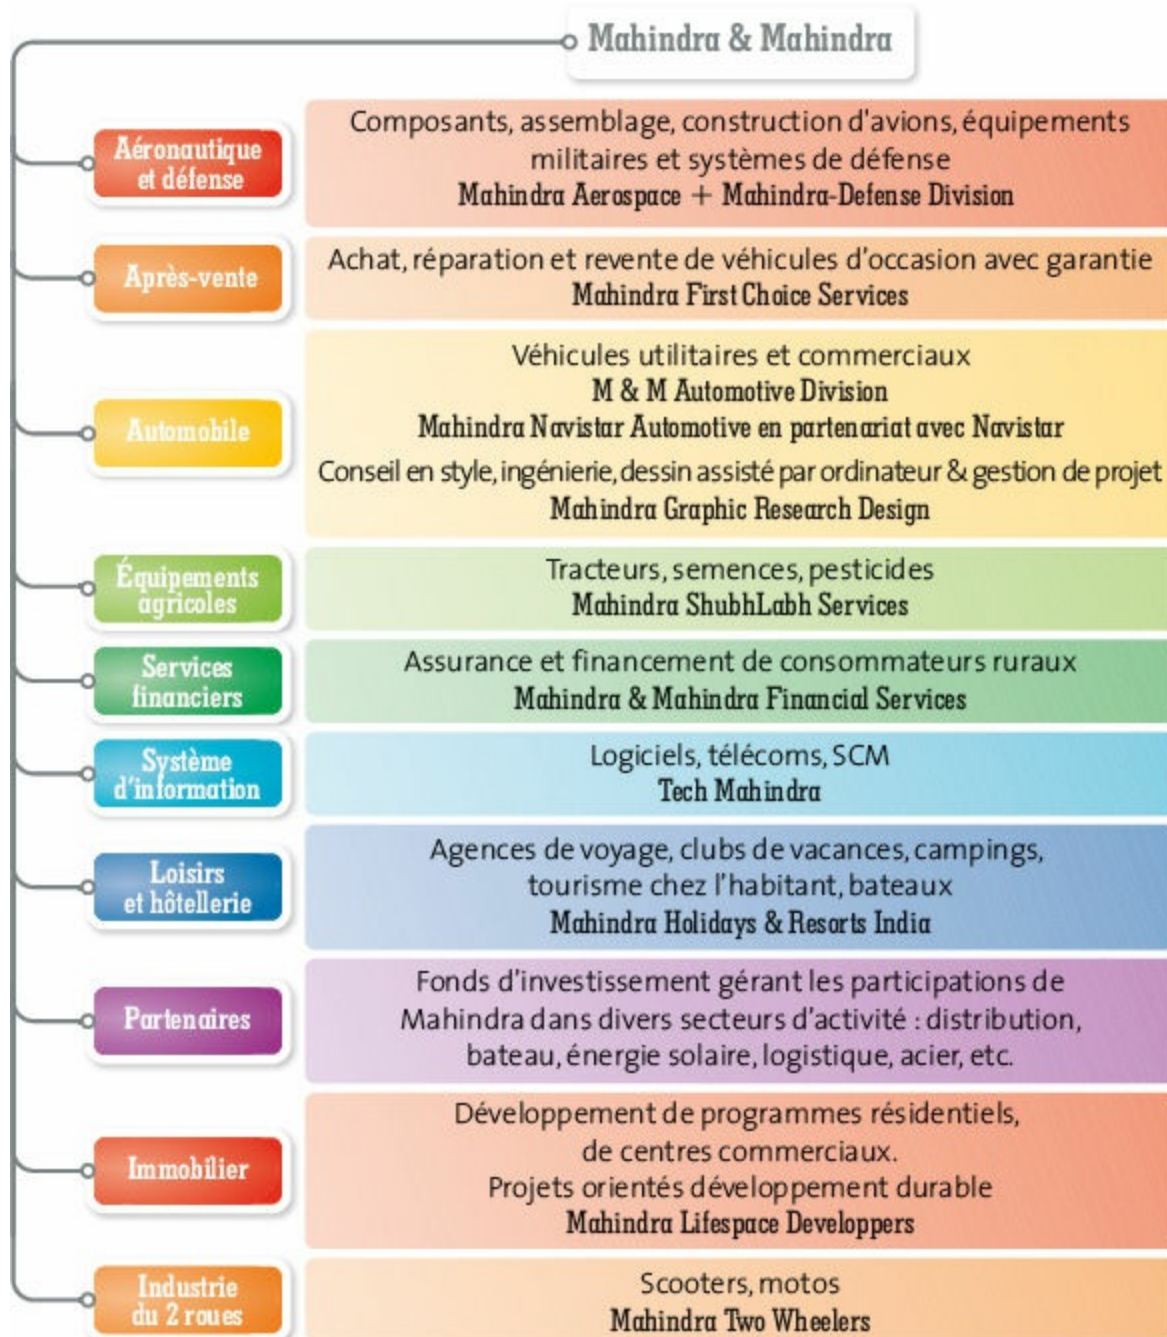 Mahindra & Mahindra
Aéronautique
et défense
Composants, assemblage, construction d'avions, équipements
militaires et systèmes de défense
Mahindra Aerospace + Mahindra-Defense Division
Après-vente
Achat, réparation et revente de véhicules d'occasion avec garantie
Mahindra First Choice Services
Automobile
Véhicules utilitaires et commerciaux
M & M Automotive Division
Mahindra Navistar Automotive en partenariat avec Navistar
Conseil en style, ingénierie, dessin assisté par ordinateur & gestion de projet
Mahindra Graphic Research Design
Équipements
agricoles
Tracteurs, semences, pesticides
Mahindra ShubhLabh Services
Services
financiers
Assurance et financement de consommateurs ruraux
Mahindra & Mahindra Financial Services
Système
d'information
Logiciels, télécoms, SCM
Tech Mahindra
Loisirs
et hôtellerie
Agences de voyage, clubs de vacances, campings,
tourisme chez l'habitant, bateaux
Mahindra Holidays & Resorts India
Partenaires
Fonds d'investissement gérant les participations de
Mahindra dans divers secteurs d'activité : distribution,
bateau, énergie solaire, logistique, acier, etc.
Immobilier
Développement de programmes résidentiels,
de centres commerciaux.
Projets orientés développement durable
Mahindra Lifespace Developpers
Industrie
du 2 roues
Scooters, motos
Mahindra Two Wheelers